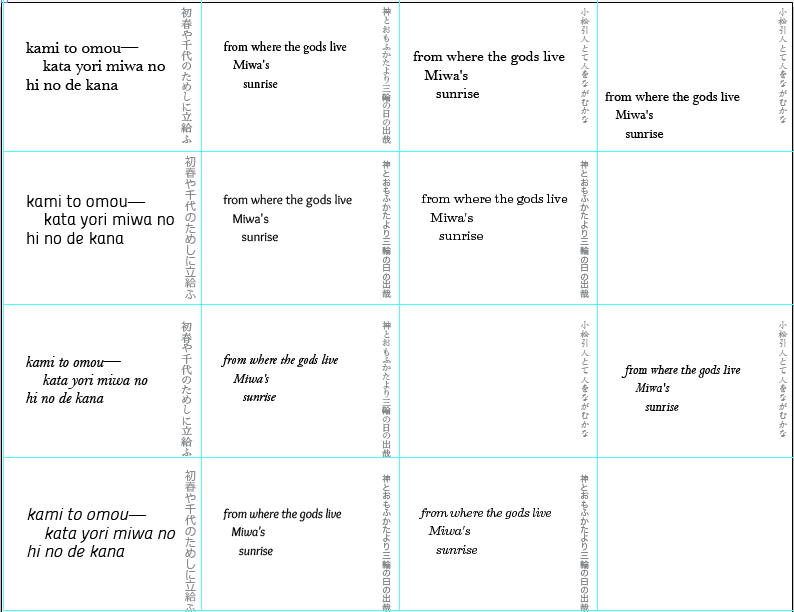 kami to omou—
kata yori miwa no
hi no de kana
初春や千代のためしに立給ふ
from where the gods live
Miwa's
sunrise
神とおもふかたより三輪の日の出哉
from where the gods live
Miwa's
sunrise
小松引人とて人をながむかな
from where the gods live
Miwa's
sunrise
小松引人とて人をながむかな
kami to omou—
kata yori miwa no
hi no de kana
初春や千代のためしに立給ふ
from where the gods live
Miwa's
sunrise
神とおもふかたより三輪の日の出哉
from where the gods live
Miwa's
sunrise
神とおもふかたより三輪の日の出哉
kami to omou—
kata yori miwa no
hi no de kana
初春や千代のためしに立給ふ
from where the gods live
Miwa's
sunrise
神とおもふかたより三輪の日の出哉
小松引人とて人をながむかな
from where the gods live
Miwa's
sunrise
小松引人とて人をながむかな
kami to omou—
kata yori miwa no
hi no de kana
初春や千代のためしに立給ふ
from where the gods live
Miwa's
sunrise
神とおもふかたより三輪の日の出哉
from where the gods live
Miwa's
sunrise
神とおもふかたより三輪の日の出哉